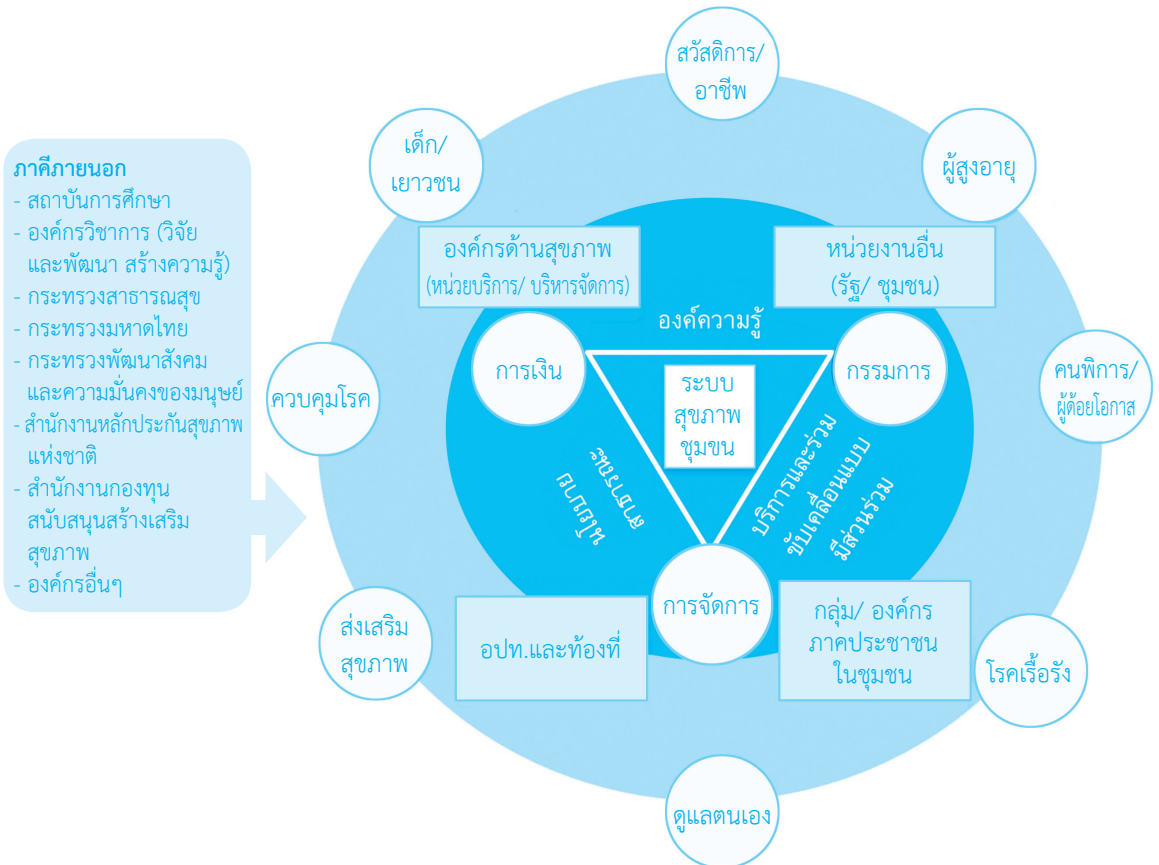 ภาคีภายนอก
- สถาบันการศึกษา
- องค์กรวิชาการ (วิจัย
และพัฒนา สร้างความรู้)
- กระทรวงสาธารณสุข
- กระทรวงมหาดไทย
- กระทรวงพัฒนาสังคม
และความมั่นคงของมนุษย์
- สำนักงานหลักประกันสุขภาพ
แห่งชาติ
- สำนักงานกองทุน
สนับสนุนสร้างเสริม
สุขภาพ
- องค์กรอื่นๆ
สวัสดิการ/
อาชีพ
เด็ก/
เยาวชน
ผู้สูงอายุ
องค์กรด้านสุขภาพ
(หน่วยบริการ/ บริหารจัดการ)
หน่วยงานอื่น
(รัฐ/ ชุมชน)
องค์ความรู้
การเงิน
กรรมการ
ระบบ
สุขภาพ
ชุมขน
ควบคุมโรค
คนพิการ/
ผู้ด้อยโอกาส
นโยบาย
สาธารณะ
บริการและร่วม
ขับเคลื่อนแบบ
มีส่วนร่วม
การจัดการ
ส่งเสริม
สุขภาพ
อปท.และท้องที่
กลุ่ม/ องค์กร
ภาคประชาชน
ในชุมชน
โรคเรื้อรัง
ดูแลตนเอง